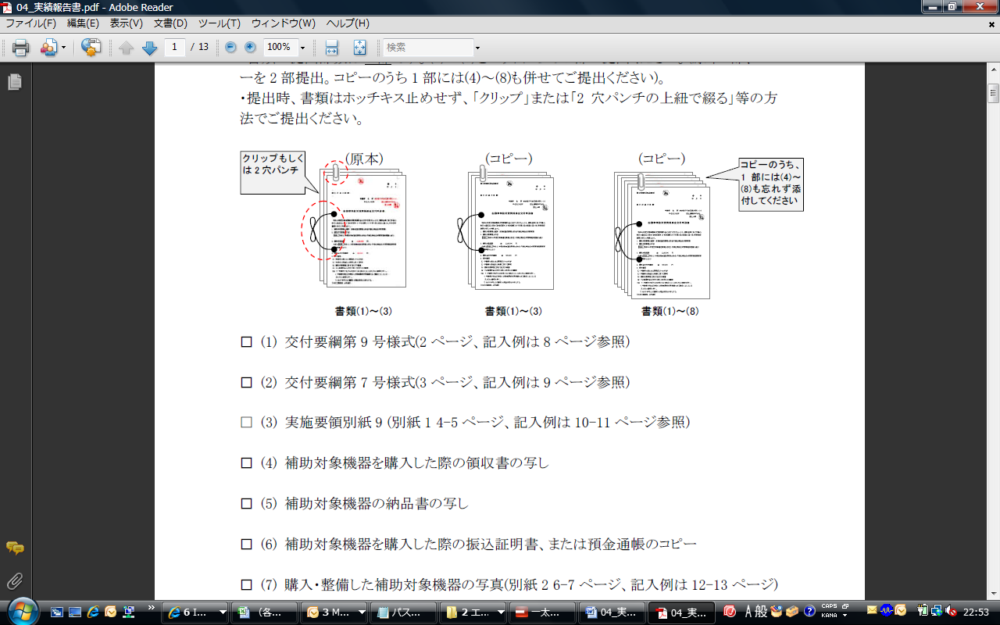 04_実績報告書.pdf - Adobe Reader
ファイル(F) 編集(E) 表示(V) 文書(D) ツール(T) ウィンドウ(W) ヘルプ(H)
1 / 13 100% 検索
ーを2部提出。コピーのうち1部には(4)～(8)も併せてご提出ください)。
・提出時、書類はホッチキス止めせず、「クリップ」または「2 穴パンチの上紐で綴る」等の方
法でご提出ください。
クリップもしく
は2穴パンチ
(原本)
(コピー)
(コピー)
コピーのうち、
1 部には(4)～
(8)も忘れず添
付してください
書類(1)～(3)
書類(1)～(3)
書類(1)～(8)
□ (1) 交付要綱第9号様式(2 ページ、記入例は8ページ参照)
□ (2) 交付要綱第7号様式(3 ページ、記入例は9ページ参照)
□ (3) 実施要領別紙9 (別紙1 4-5 ページ、記入例は10-11 ページ参照)
□ (4) 補助対象機器を購入した際の領収書の写し
□ (5) 補助対象機器の納品書の写し
□ (6) 補助対象機器を購入した際の振込証明書、または預金通帳のコピー
□ (7) 購入・整備した補助対象機器の写真(別紙2 6-7 ページ、記入例は12-13 ページ)
6 I... (各... 3 M... パス... 2 エ... 一太... 04_実... 04_実... A 般 CAPS KANA 22:53